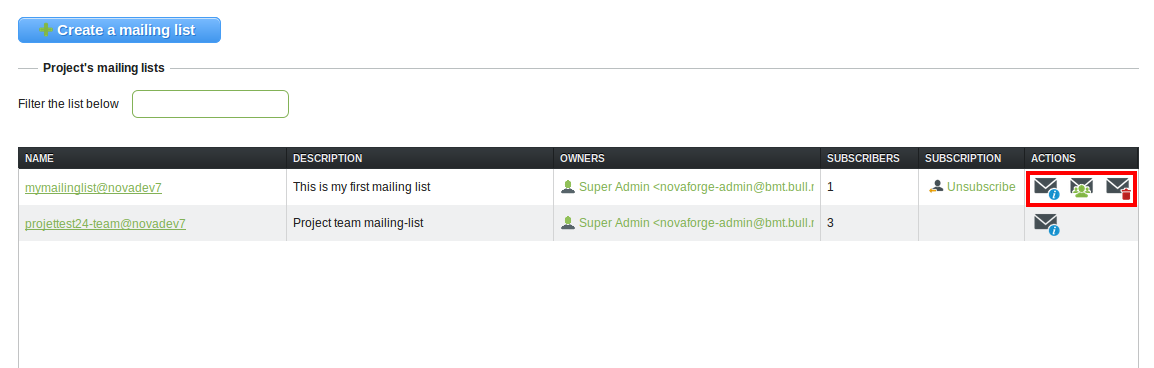 Create a mailing list
Project's mailing lists
Filter the list below
NAME DESCRIPTION OWNERS SUBSCRIBERS SUBSCRIPTION ACTIONS
mymailinglist@novadev7 This is my first mailing list Super Admin <novaforge-admin@bmt.bull.r 1 Unsubscribe
projettest24-team@novadev7 Project team mailing-list Super Admin <novaforge-admin@bmt.bull.r 3